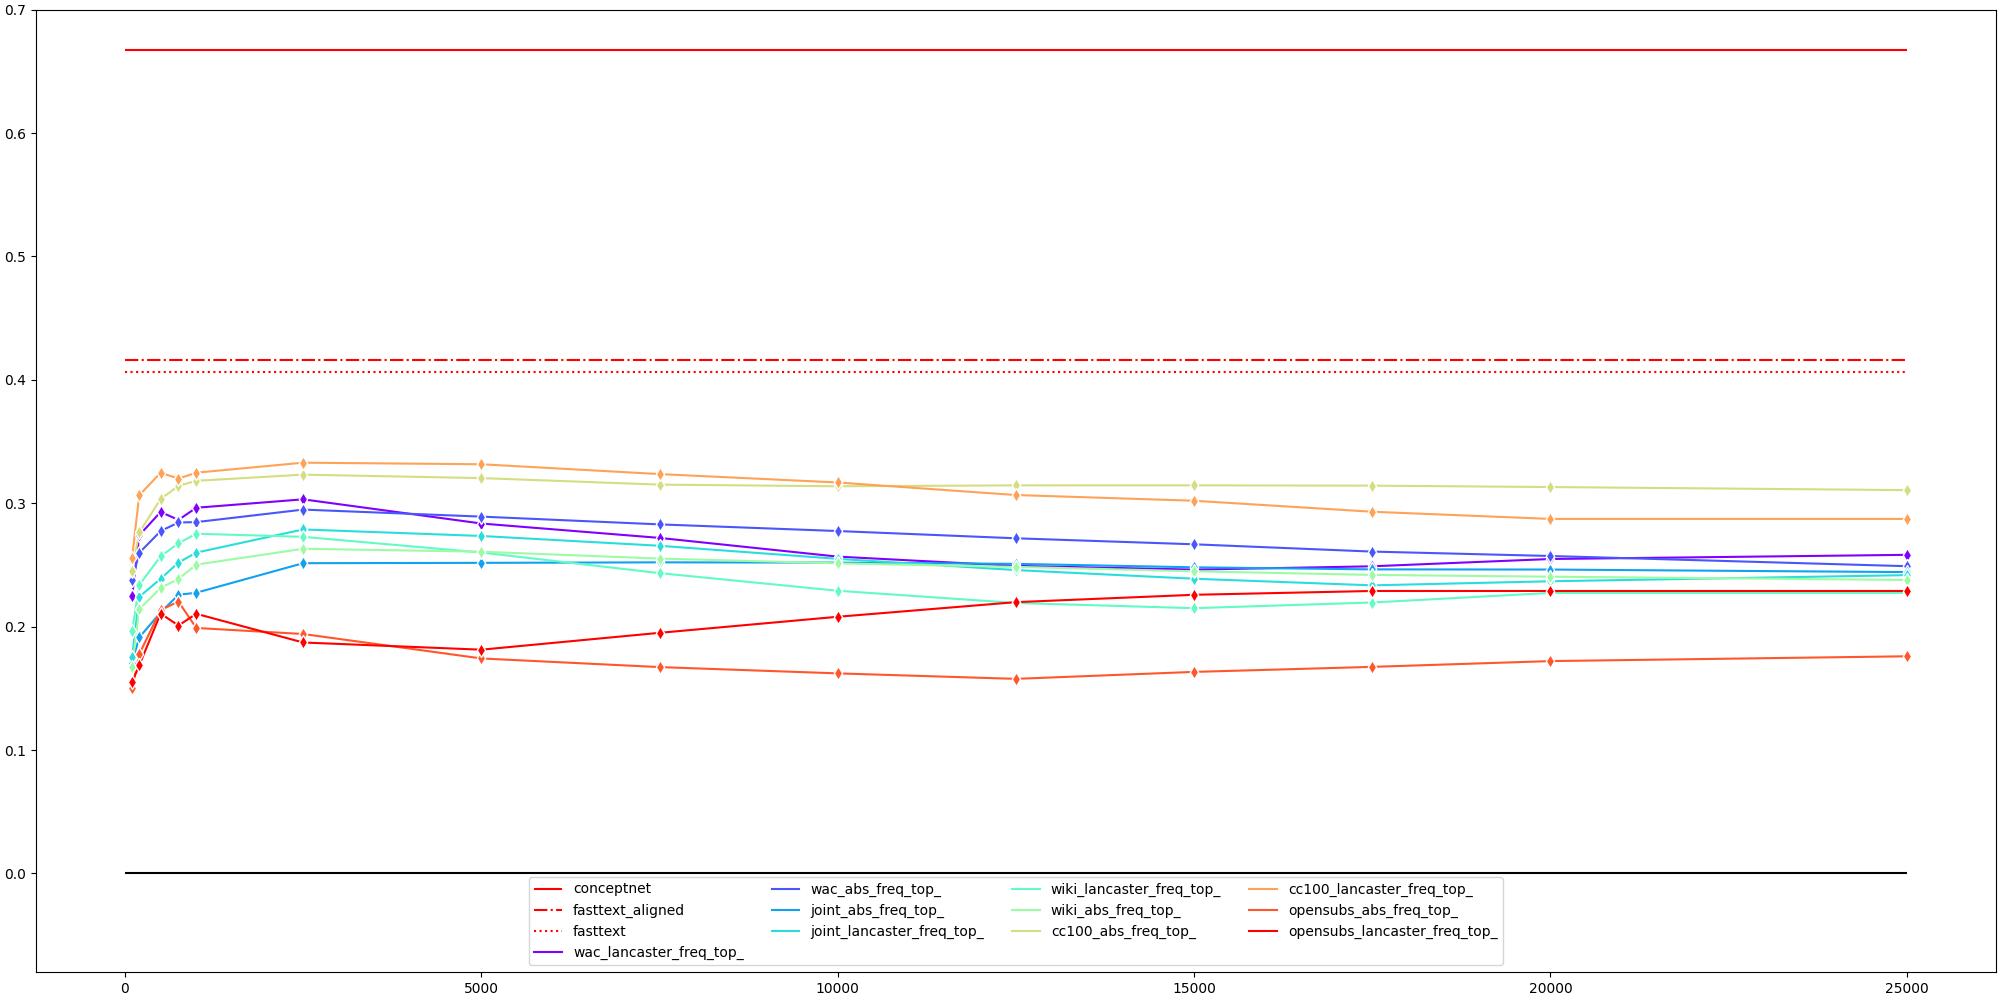 0.7
0.6
0.5
0.4
0.3
0.2
0.1
0.0
conceptnet
fasttext_aligned
fasttext
wac_lancaster_freq_top_
wac_abs_freq_top_
joint_abs_freq_top_
joint_lancaster_freq_top_
wiki_lancaster_freq_top_
wiki_abs_freq_top_
cc100_abs_freq_top_
cc100_lancaster_freq_top_
opensubs_abs_freq_top_
opensubs_lancaster_freq_top_
0 5000 10000 15000 20000 25000